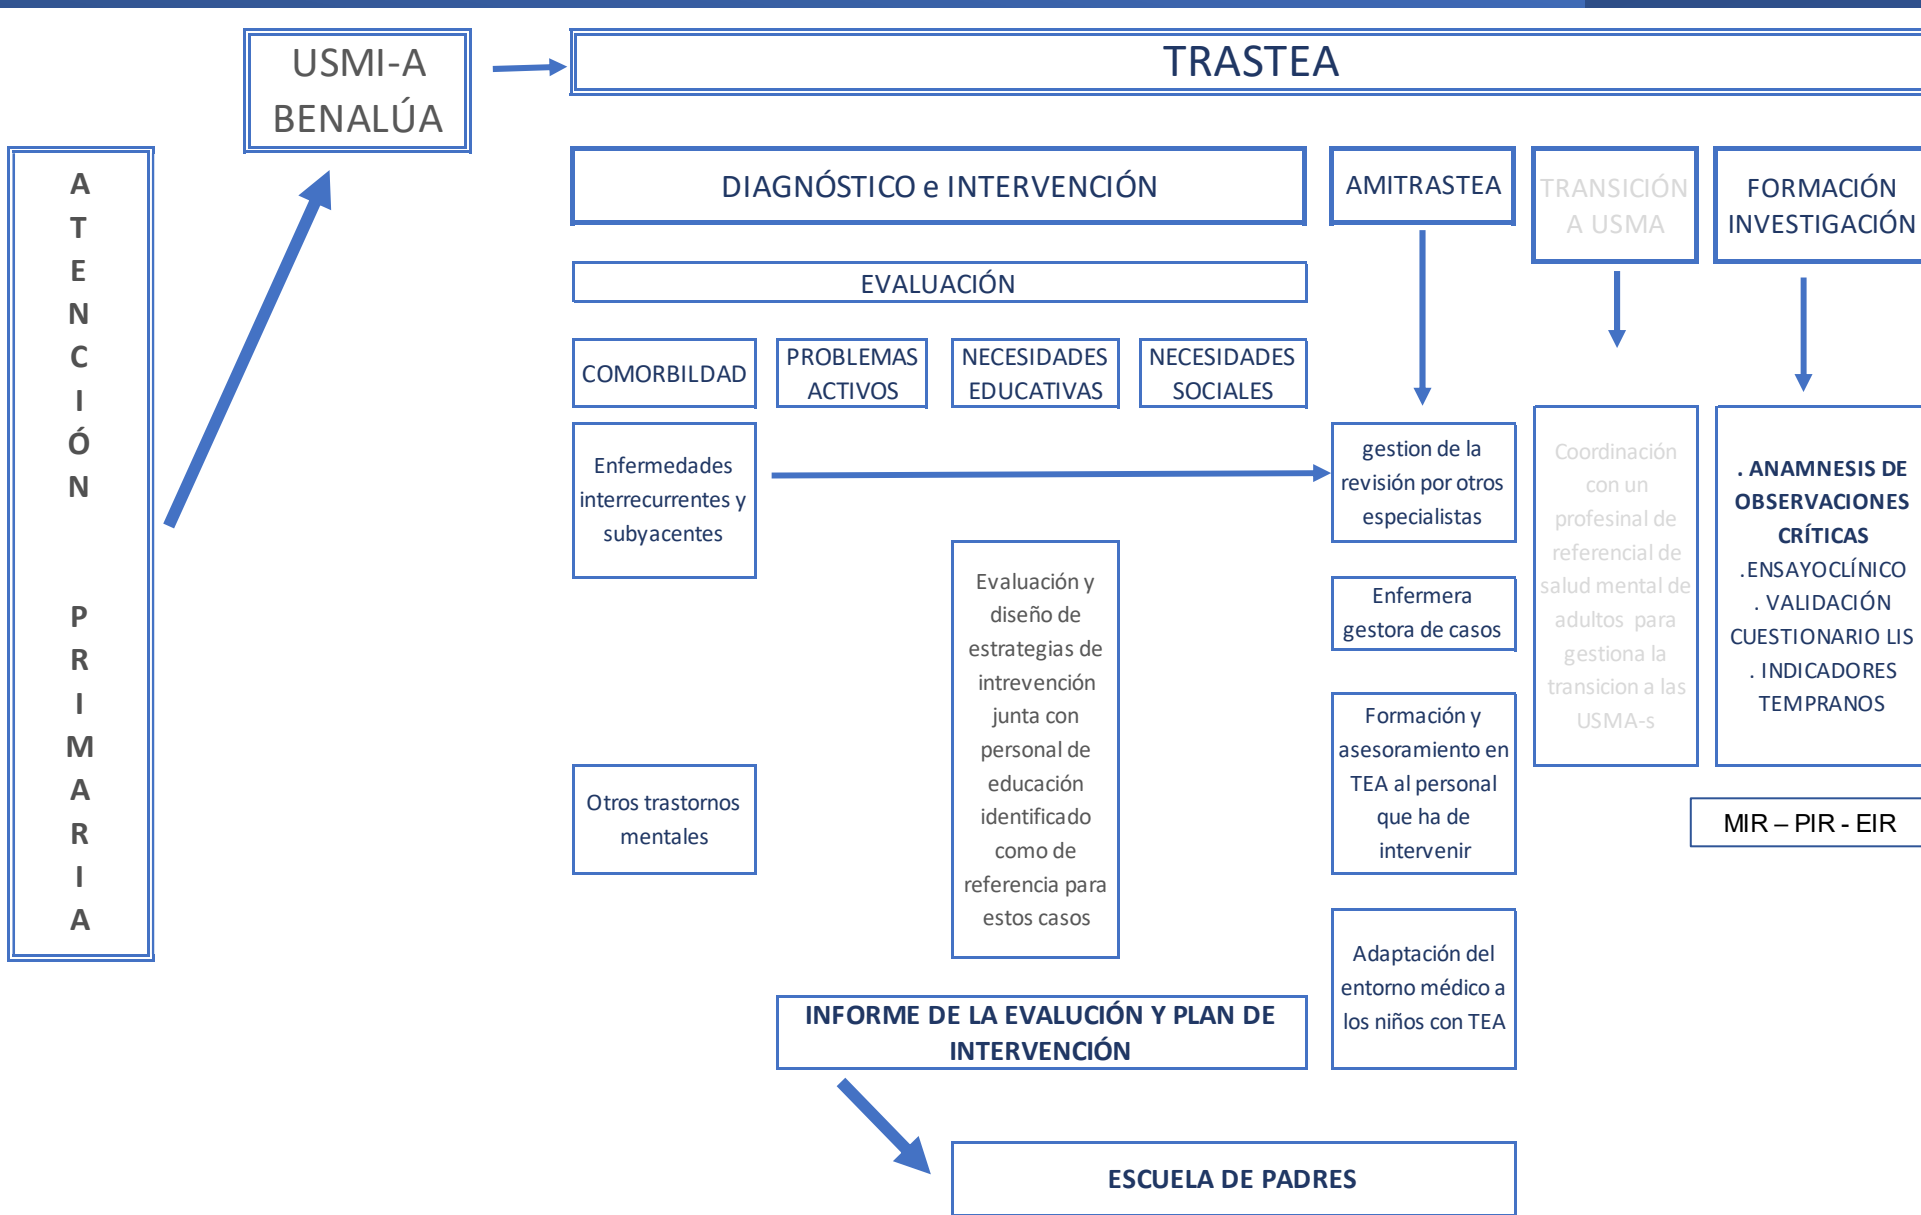 USMI-A
BENALÚA
TRASTEA
A
T
E
N
C
I
Ó
N
P
R
I
M
A
R
I
A
DIAGNÓSTICO e INTERVENCIÓN
AMITRASTEA
TRANSICIÓN
A USMA
FORMACIÓN
INVESTIGACIÓN
EVALUACIÓN
COMORBILDAD
PROBLEMAS
ACTIVOS
NECESIDADES
EDUCATIVAS
NECESIDADES
SOCIALES
Enfermedades
interrecurrentes y
subyacentes
Otros trastornos
mentales
Evaluación y
diseño de
estrategias de
intrevención
junta con
personal de
educación
identificado
como de
referencia para
estos casos
gestion de la
revisión por otros
especialistas
Enfermera
gestora de casos
Formación y
asesoramiento en
TEA al personal
que ha de
intervenir
Adaptación del
entorno médico a
los niños con TEA
Coordinación
con un
profesinal de
referencial de
salud mental de
adultos para
gestiona la
transicion a las
USMA-s
. ANAMNESIS DE
OBSERVACIONES
CRÍTICAS
.ENSAYOCLÍNICO
. VALIDACIÓN
CUESTIONARIO LIS
. INDICADORES
TEMPRANOS
MIR – PIR - EIR
INFORME DE LA EVALUCIÓN Y PLAN DE
INTERVENCIÓN
ESCUELA DE PADRES